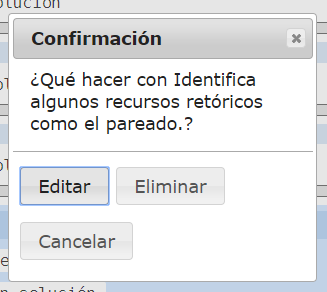 olución
Confirmación
¿Qué hacer con Identifica
algunos recursos retóricos
como el pareado.?
Editar Eliminar
Cancelar
n solución